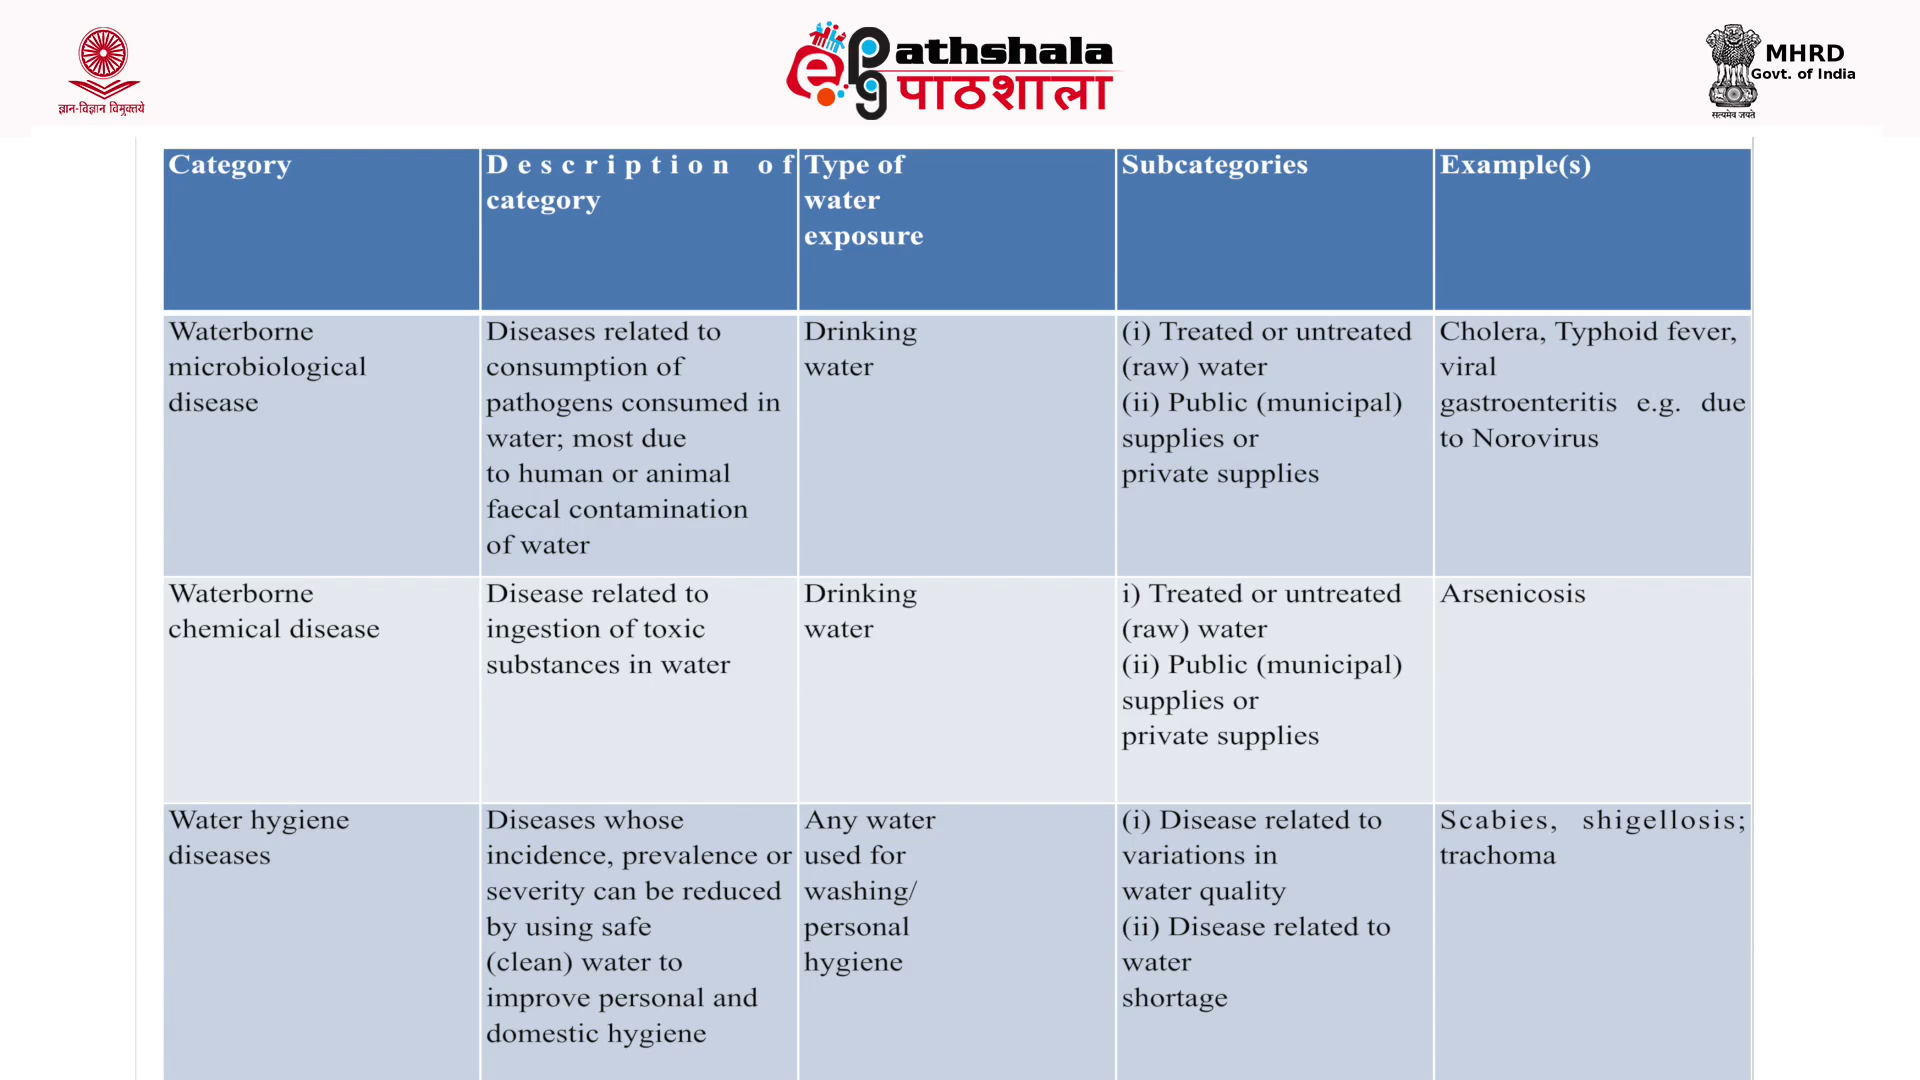 ज्ञान-विज्ञान विमुक्तये
e PG athshala
पाठशाला
MHRD
Govt. of India
सत्यमेव जयते
Category
Description of
category
Type of
water
exposure
Subcategories
Example(s)
Waterborne
microbiological
disease
Diseases related to
consumption of
pathogens consumed in
water; most due
to human or animal
faecal contamination
of water
Drinking
water
(i) Treated or untreated
(raw) water
(ii) Public (municipal)
supplies or
private supplies
Cholera, Typhoid fever,
viral
gastroenteritis e.g. due
to Norovirus
Waterborne
chemical disease
Disease related to
ingestion of toxic
substances in water
Drinking
water
i) Treated or untreated
(raw) water
(ii) Public (municipal)
supplies or
private supplies
Arsenicosis
Water hygiene
diseases
Diseases whose
incidence, prevalence or
severity can be reduced
by using safe
(clean) water to
improve personal and
domestic hygiene
Any water
used for
washing/
personal
hygiene
(i) Disease related to
variations in
water quality
(ii) Disease related to
water
shortage
Scabies, shigellosis;
trachoma